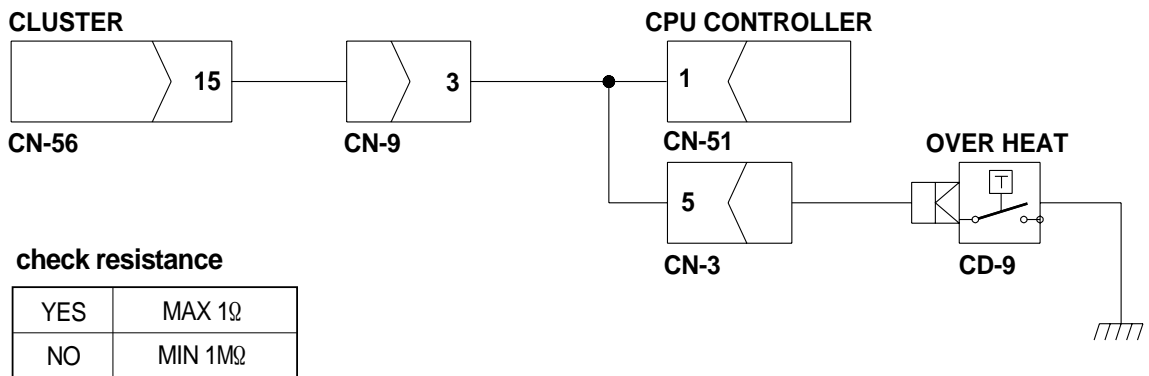 CLUSTER
CPU CONTROLLER
15
3
1
CN-56
CN-9
CN-51
OVER HEAT
T
5
CN-3
CD-9
check resistance
YES MAX 1Ω
NO MIN 1MΩ